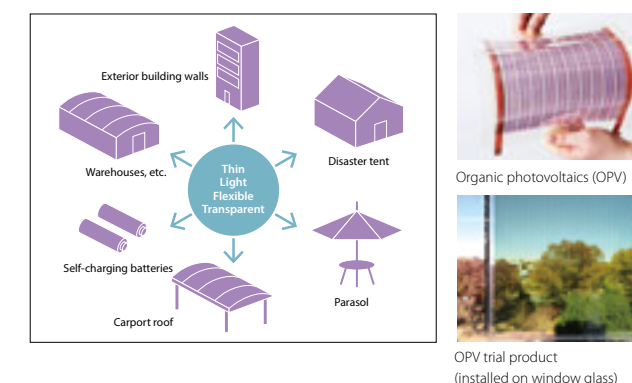 Exterior building walls
Warehouses, etc.
Disaster tent
Thin
Light
Flexible
Transparent
Self-charging batteries
Parasol
Carport roof
Organic photovoltaics (OPV)
OPV trial product
(installed on window glass)